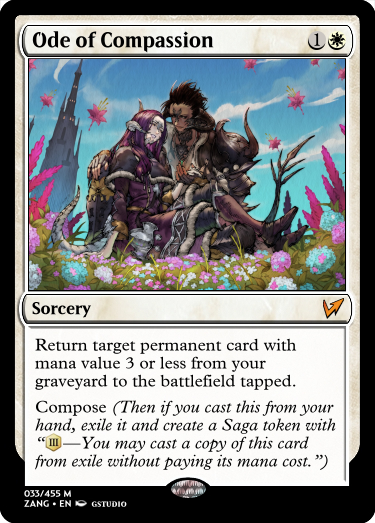 Ode of Compassion 1
Sorcery
Return target permanent card with
mana value 3 or less from your
graveyard to the battlefield tapped.
Compose (Then if you cast this from your
hand, exile it and create a Saga token with
“III—You may cast a copy of this card
from exile without paying its mana cost.”)
033/455 M
ZANG • EN GSTUDIO